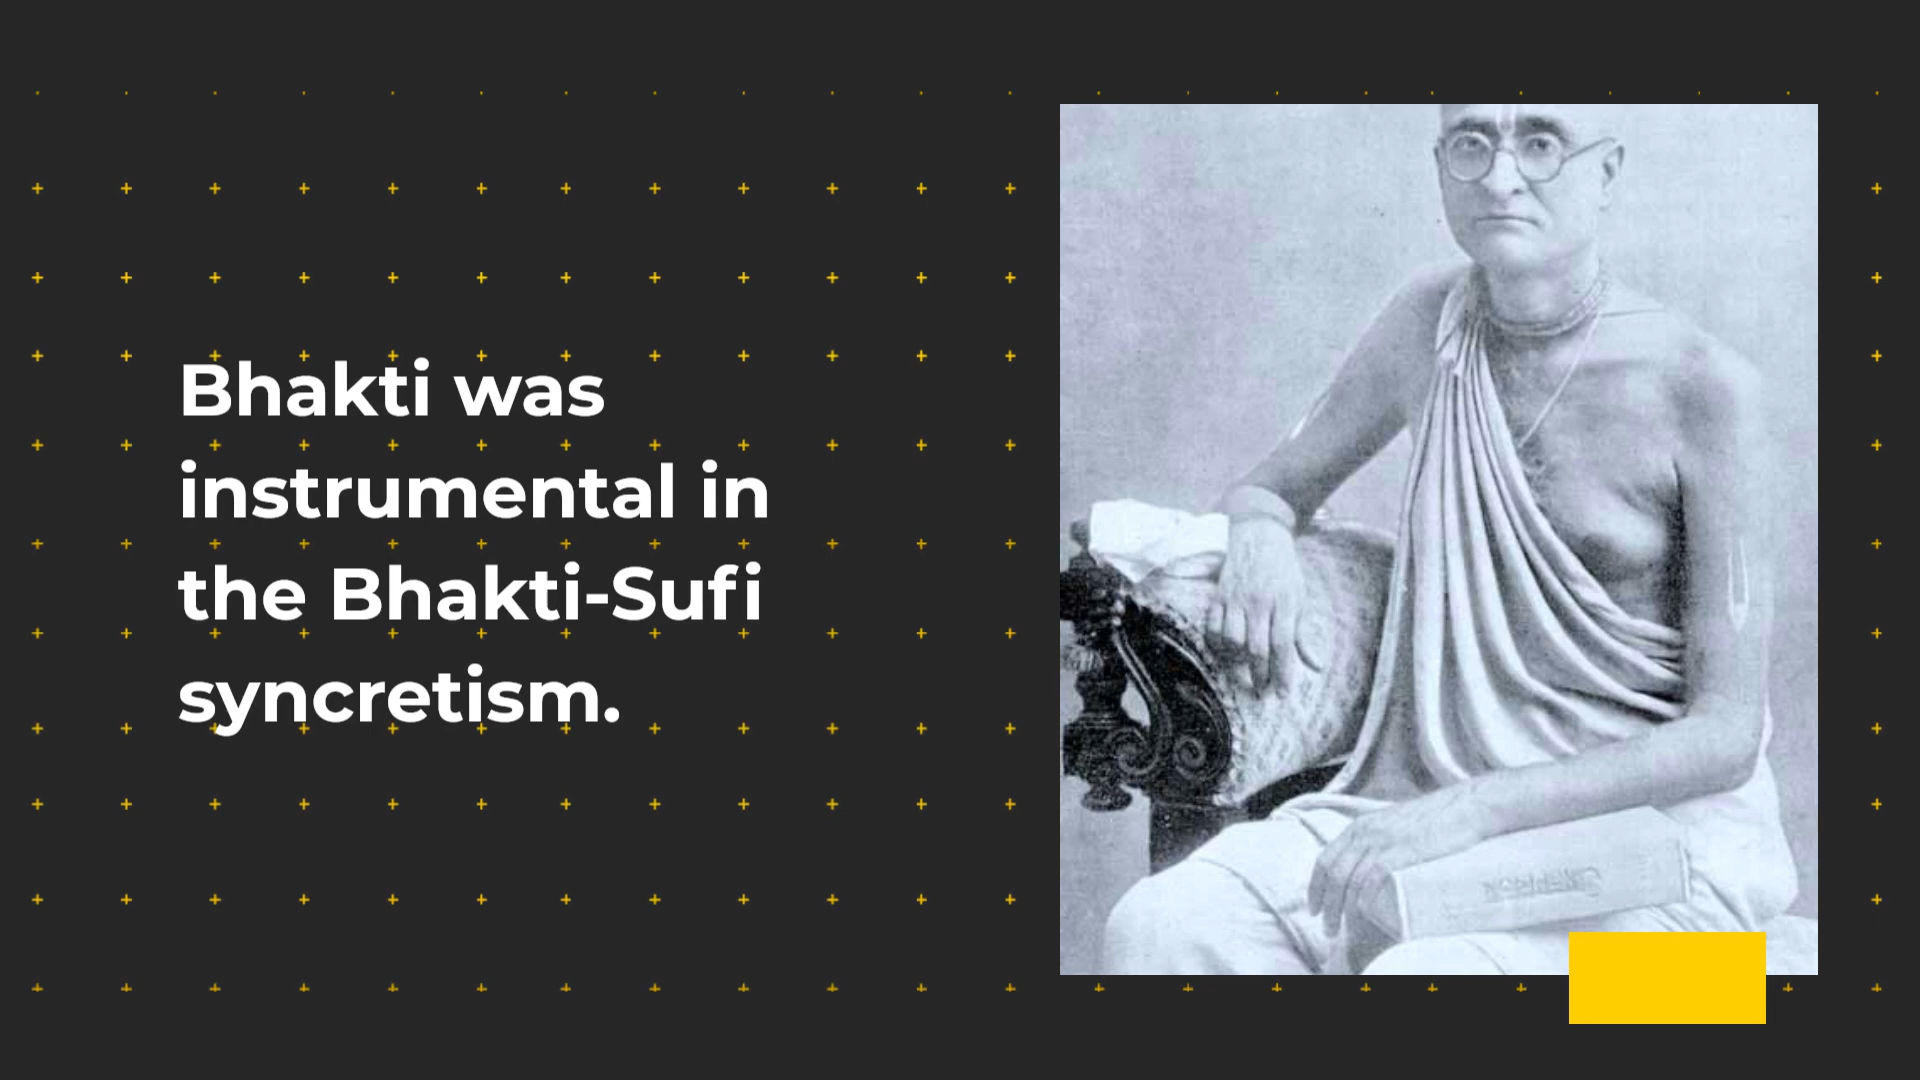 Bhakti was
instrumental in
the Bhakti-Sufi
syncretism.